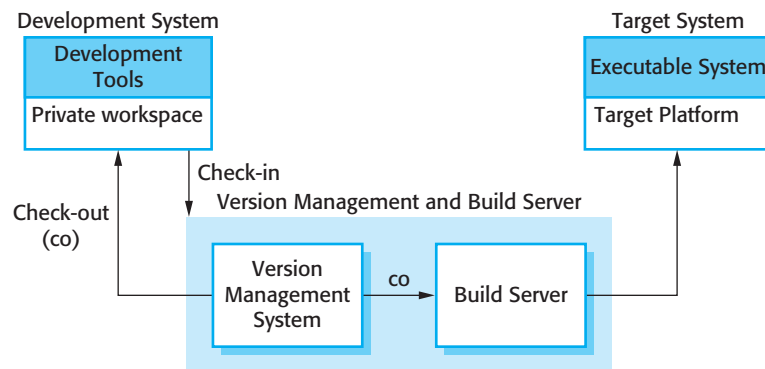 Development System
Development
Tools
Private workspace
Target System
Executable System
Target Platform
Check-in
Check-out
(co)
Version Management and Build Server
Version
Management
System
co
Build Server